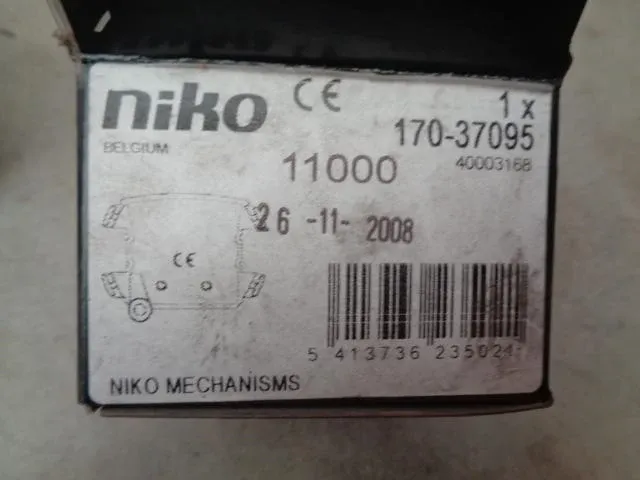 niko CE 1 x
170-37095
BELGIUM 11000 40003168
26 -11- 2008
CE
5 413736 235021
NIKO MECHANISMS